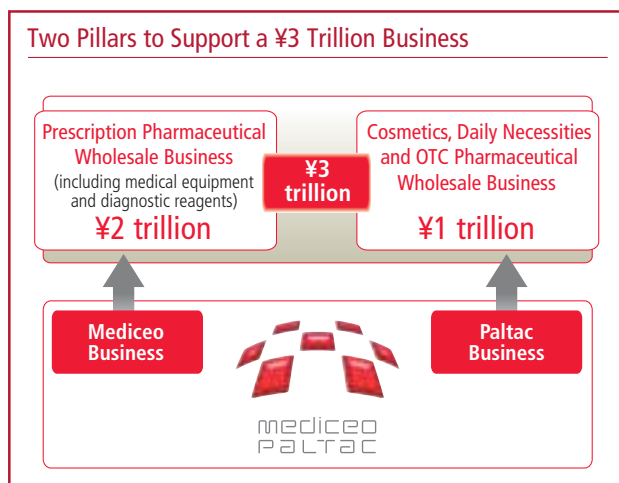 Two Pillars to Support a ¥3 Trillion Business
Prescription Pharmaceutical
Wholesale Business
(including medical equipment
and diagnostic reagents)
¥2 trillion
¥3
trillion
Cosmetics, Daily Necessities
and OTC Pharmaceutical
Wholesale Business
¥1 trillion
Mediceo
Business
Paltac
Business
mediceo
PALTAC